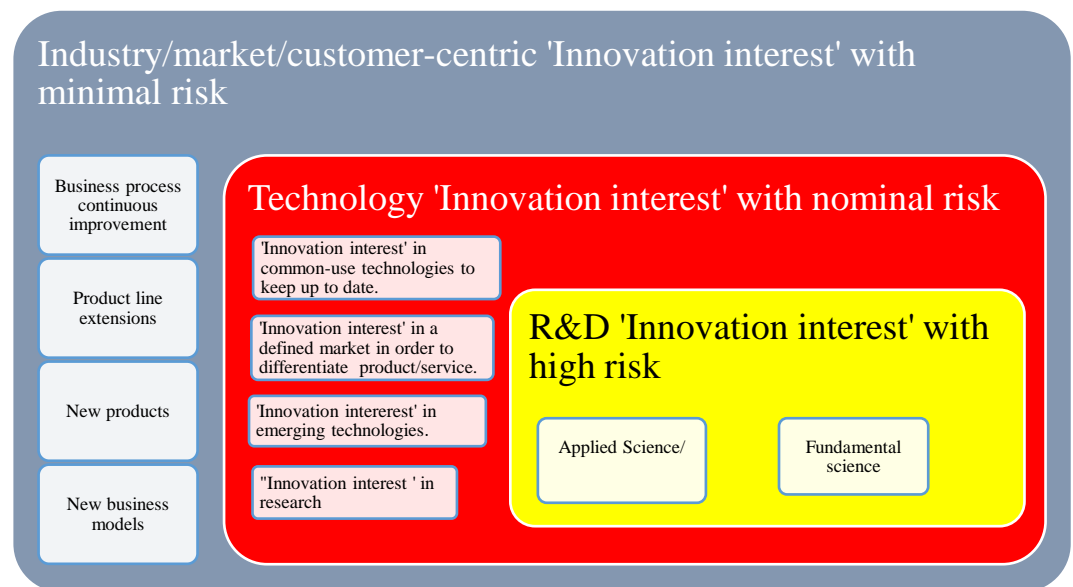 Industry/market/customer-centric 'Innovation interest' with
minimal risk
Business process
continuous
improvement
Product line
extensions
New products
New business
models
Technology 'Innovation interest' with nominal risk
'Innovation interest' in
common-use technologies to
keep up to date.
'Innovation interest' in a
defined market in order to
differentiate product/service.
'Innovation intererest' in
emerging technologies.
"Innovation interest ' in
research
R&D 'Innovation interest' with
high risk
Applied Science/
Fundamental
science